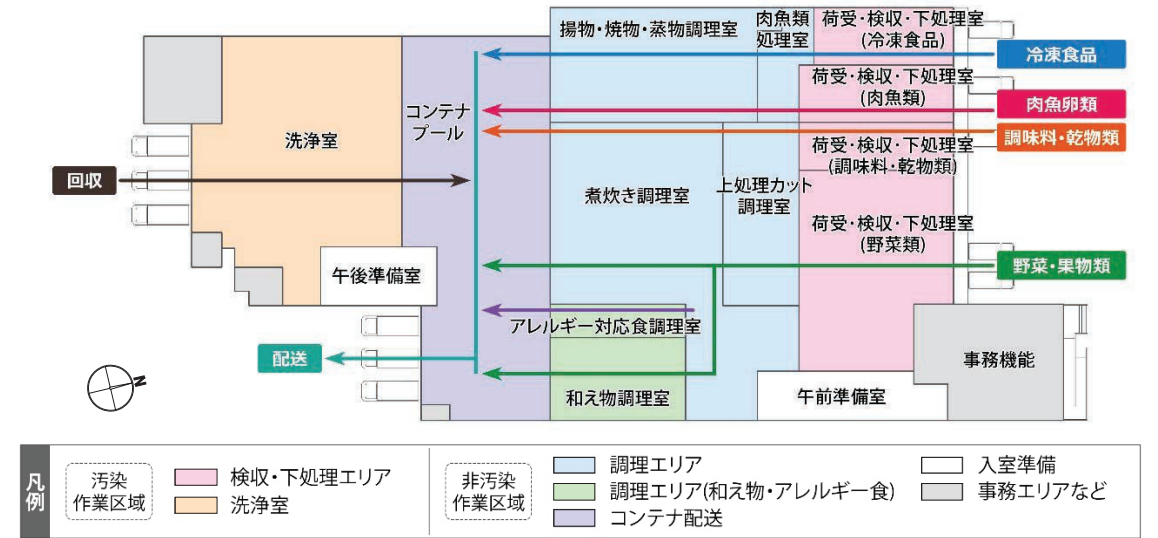 揚物・焼物・蒸物調理室
肉魚類
処理室
荷受・検収・下処理室
(冷凍食品)
冷凍食品
荷受・検収・下処理室
(肉魚類)
肉魚卵類
コンテナ
プール
調味料・乾物類
洗浄室
荷受・検収・下処理室
(調味料・乾物類)
回収
煮炊き調理室
上処理カット
調理室
荷受・検収・下処理室
(野菜類)
野菜・果物類
午後準備室
アレルギー対応食調理室
配送
事務機能
N
和え物調理室
午前準備室
凡例
汚染
作業区域
検収・下処理エリア
洗浄室
非汚染
作業区域
調理エリア
調理エリア(和え物・アレルギー食)
コンテナ配送
入室準備
事務エリアなど